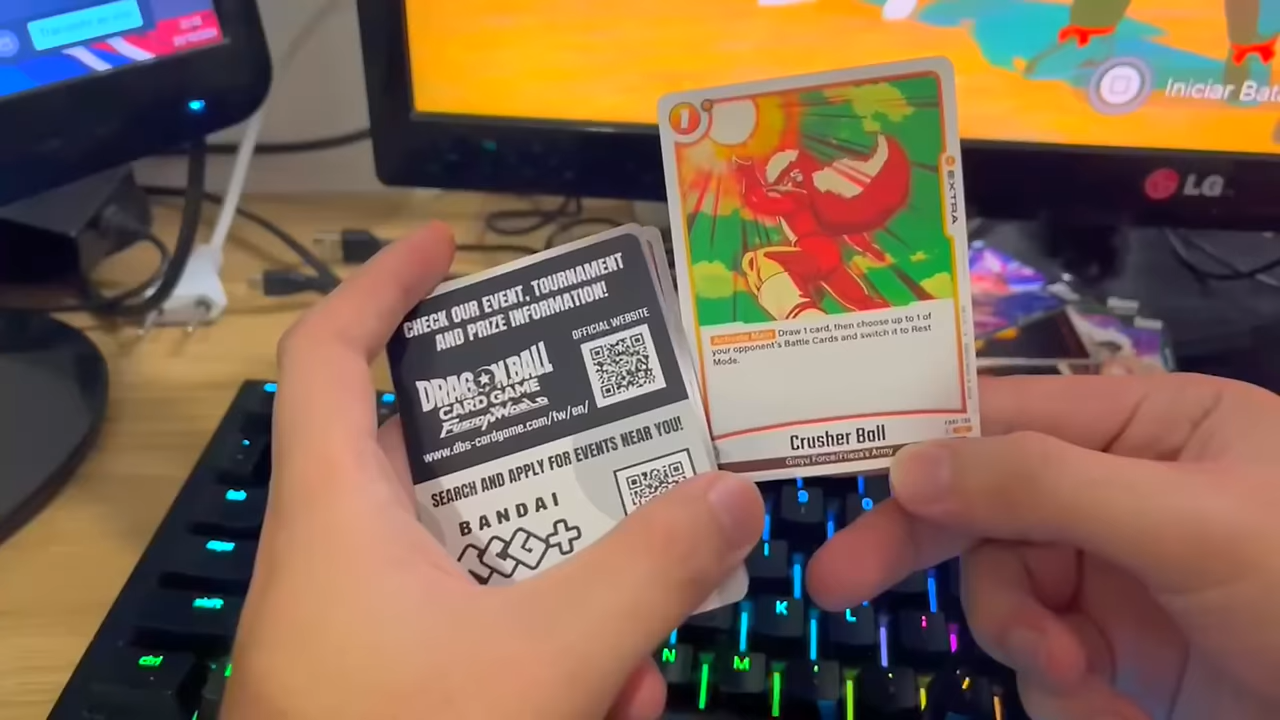 Iniciar Bata
LG
1
EXTRA
Activate Main Draw 1 card, then choose up to 1 of
your opponent's Battle Cards and switch it to Rest
Mode.
Crusher Ball
Ginyu Force/Frieza's Army
CHECK OUR EVENT, TOURNAMENT
AND PRIZE INFORMATION!
OFFICIAL WEBSITE
DRAGON BALL
CARD GAME
FUSION WORLD
www.dbs-cardgame.com/fw/en/
SEARCH AND APPLY FOR EVENTS NEAR YOU!
BANDAI
TCG+
S
K
L
N
M
shift
ctrl